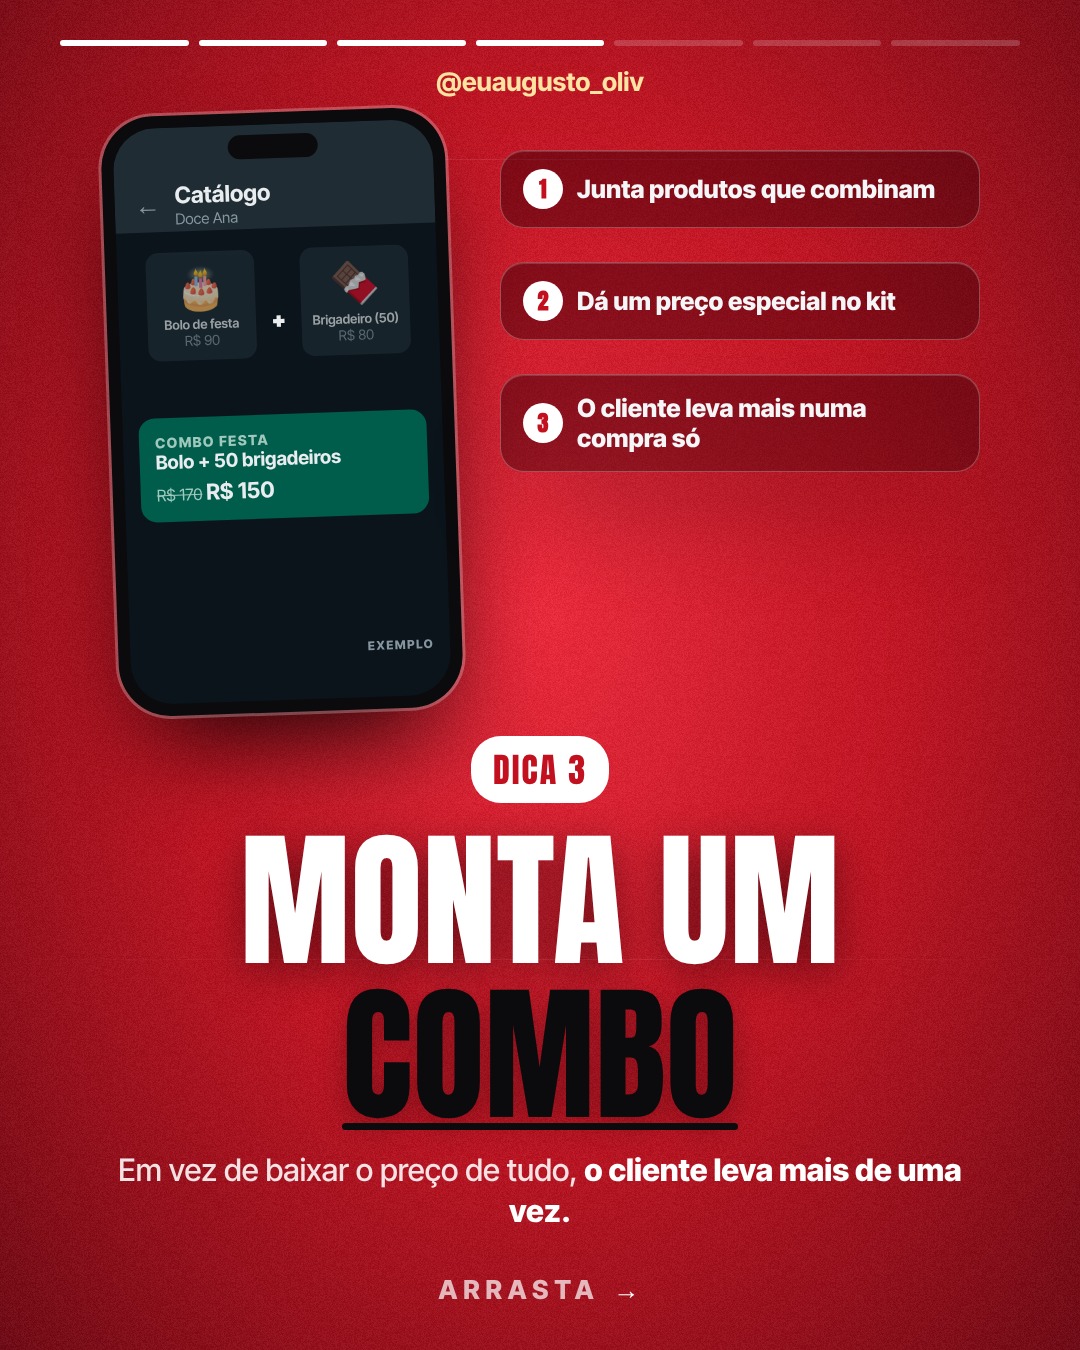 @euaugusto_oliv
← Catálogo
Doce Ana
Bolo de festa
R$ 90
+
Brigadeiro (50)
R$ 80
COMBO FESTA
Bolo + 50 brigadeiros
R$ 170 R$ 150
EXEMPLO
1 Junta produtos que combinam
2 Dá um preço especial no kit
3 O cliente leva mais numa
compra só
DICA 3
MONTA UM
COMBO
Em vez de baixar o preço de tudo, o cliente leva mais de uma
vez.
ARRASTA →